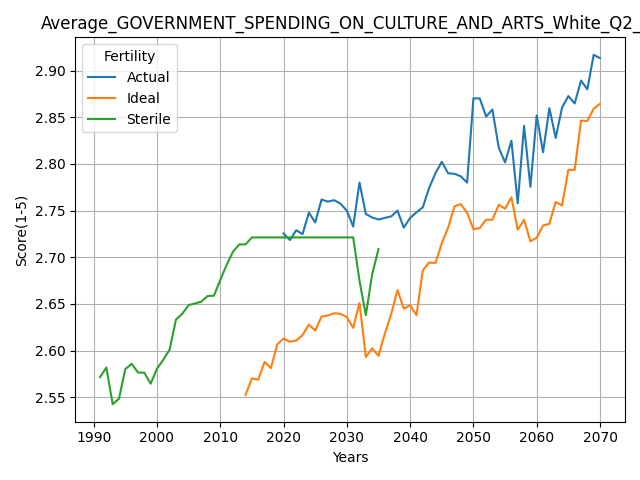 Average_GOVERNMENT_SPENDING_ON_CULTURE_AND_ARTS_White_Q2_
Fertility
Actual
Ideal
Sterile
Score(1-5)
2.90
2.85
2.80
2.75
2.70
2.65
2.60
2.55
1990 2000 2010 2020 2030 2040 2050 2060 2070
Years